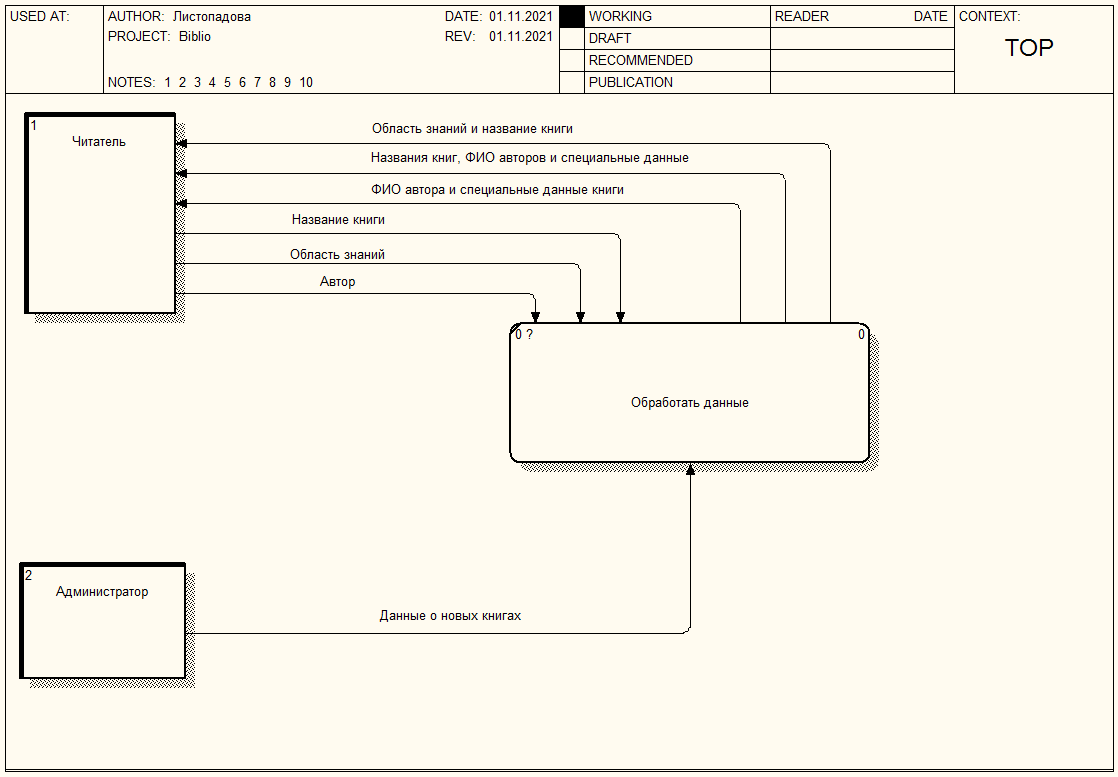 USED AT:
AUTHOR: Листопадова
DATE: 01.11.2021
PROJECT: Biblio
REV: 01.11.2021
NOTES: 1 2 3 4 5 6 7 8 9 10
WORKING
DRAFT
RECOMMENDED
PUBLICATION
READER
DATE
CONTEXT:
TOP
1
Читатель
Область знаний и название книги
Названия книг, ФИО авторов и специальные данные
ФИО автора и специальные данные книги
Название книги
Область знаний
Автор
0 ?
0
Обработать данные
2
Администратор
Данные о новых книгах